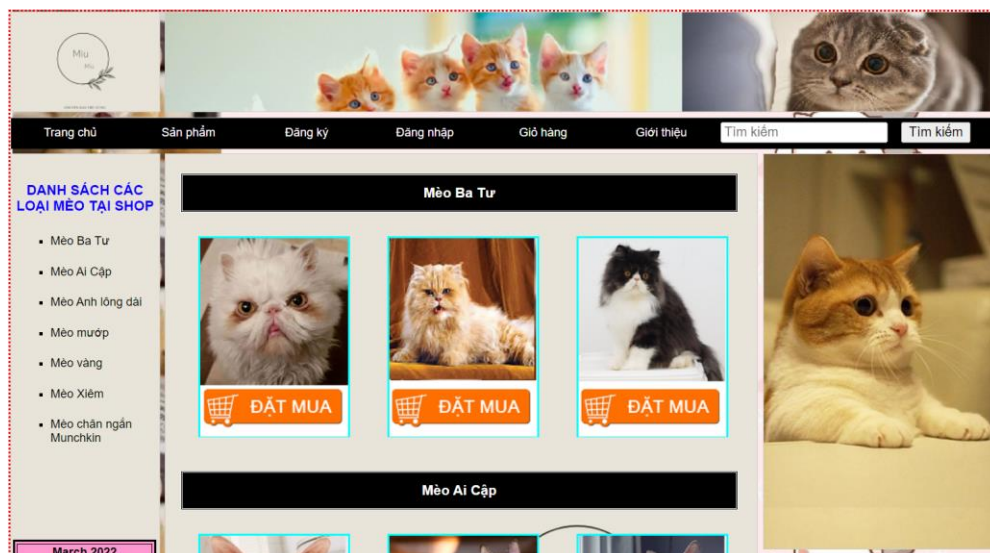 Miu
Mu
Trang chủ
Sản phẩm
Đăng ký
Đăng nhập
Giỏ hàng
Giới thiệu
Tìm kiếm
Tìm kiếm
DANH SÁCH CÁC
LOẠI MÈO TẠI SHOP
Mèo Ba Tư
Mèo Ai Cập
Mèo Anh lông dài
Mèo mướp
Mèo vàng
Mèo Xiêm
Mèo chân ngắn
Munchkin
March 2022
Mèo Ba Tư
ĐẶT MUA
ĐẶT MUA
ĐẶT MUA
Mèo Ai Cập